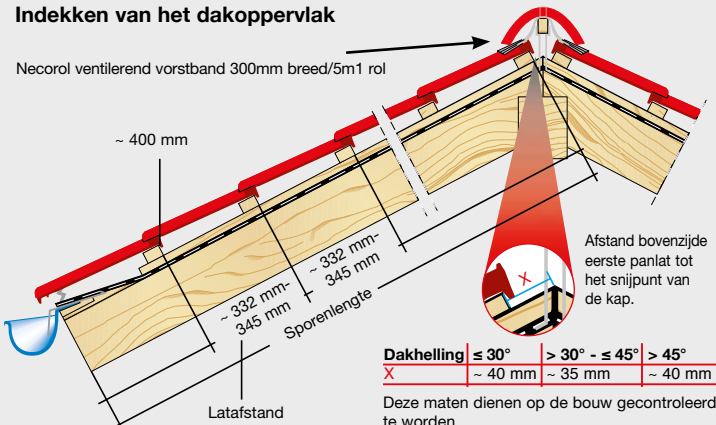 Indekken van het dakoppervlak
Necorol ventilerend vorstband 300mm breed/5m1 rol
~ 400 mm
~ 332 mm-
345 mm
~ 332 mm-
345 mm
Sporenlengte
Latafstand
X
Afstand bovenzijde
eerste panlat tot
het snijpunt van
de kap.
Dakhelling ≤ 30° > 30° - ≤ 45° > 45°
X ~ 40 mm ~ 35 mm ~ 40 mm
Deze maten dienen op de bouw gecontroleerd
te worden